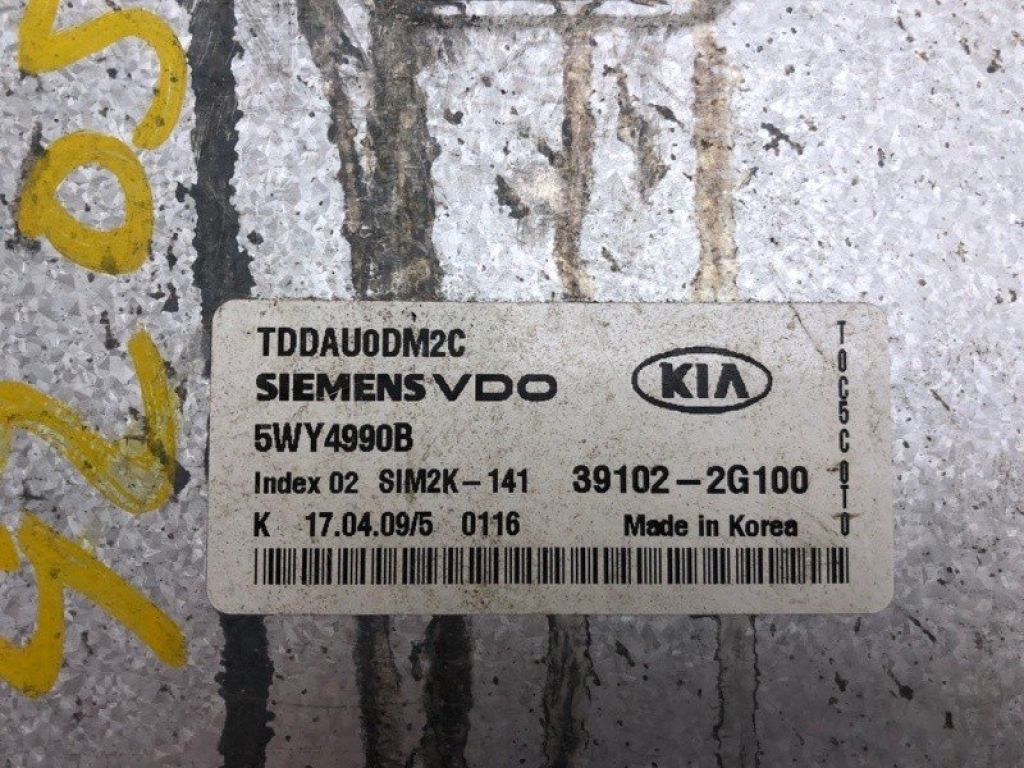 TDDAU0DM2C
SIEMENS VDO
KIA
5WY4990B
Index 02 SIM2K-141 39102-2G100
K 17.04.09/5 0116 Made in Korea
T0C5C0T0